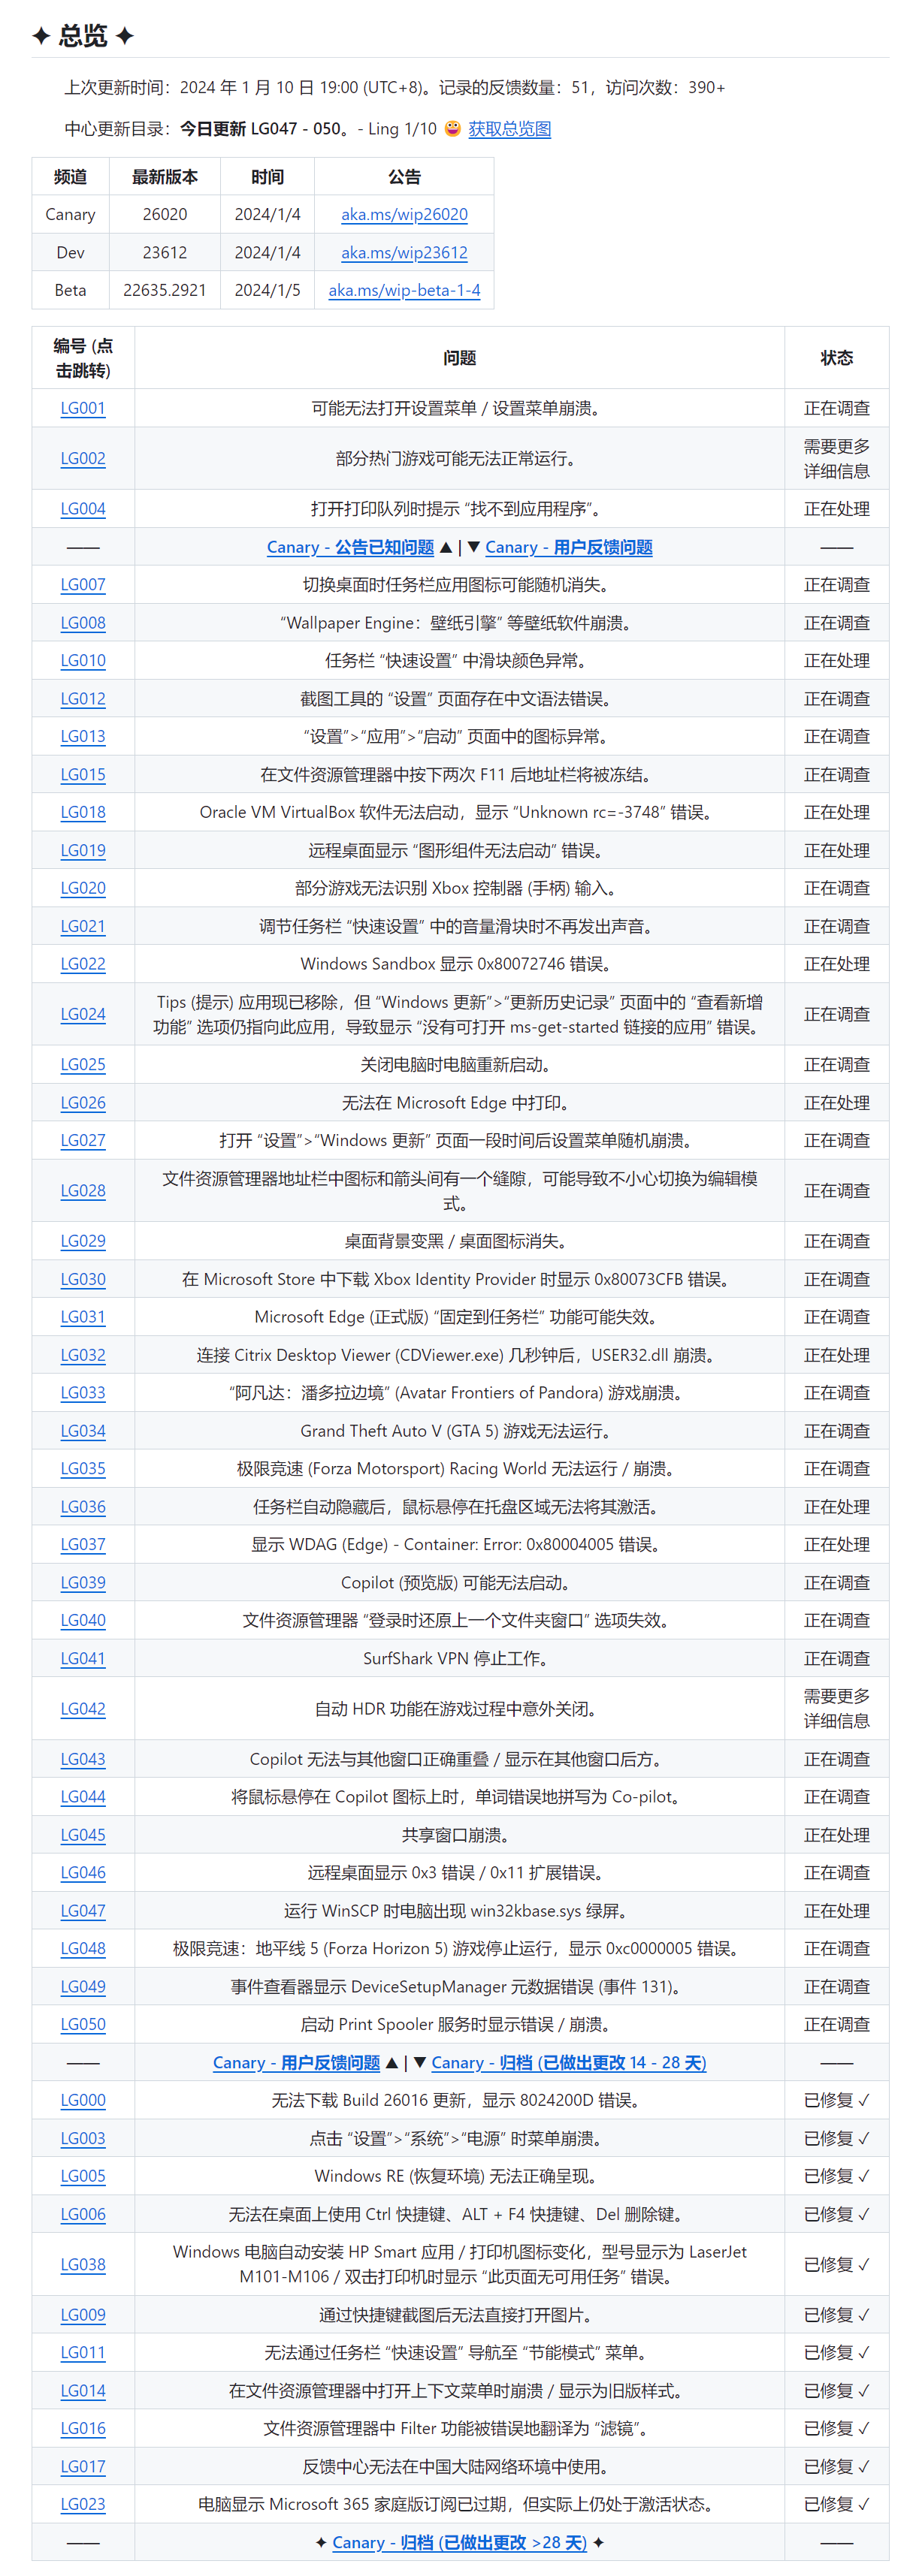 ✦ 总览 ✦
上次更新时间：2024 年 1 月 10 日 19:00 (UTC+8)。记录的反馈数量：51，访问次数：390+
中心更新目录：今日更新 LG047 - 050。- Ling 1/10 😀 获取总览图
频道 最新版本 时间 公告
Canary 26020 2024/1/4 aka.ms/wip26020
Dev 23612 2024/1/4 aka.ms/wip23612
Beta 22635.2921 2024/1/5 aka.ms/wip-beta-1-4
编号 (点
击跳转) 问题 状态
LG001 可能无法打开设置菜单 / 设置菜单崩溃。 正在调查
LG002 部分热门游戏可能无法正常运行。 需要更多
详细信息
LG004 打开打印队列时提示 “找不到应用程序”。 正在处理
—— Canary - 公告已知问题 ▲ | ▼ Canary - 用户反馈问题 ——
LG007 切换桌面时任务栏应用图标可能随机消失。 正在调查
LG008 “Wallpaper Engine：壁纸引擎” 等壁纸软件崩溃。 正在调查
LG010 任务栏 “快速设置” 中滑块颜色异常。 正在处理
LG012 截图工具的 “设置” 页面存在中文语法错误。 正在调查
LG013 “设置”>“应用”>“启动” 页面中的图标异常。 正在调查
LG015 在文件资源管理器中按下两次 F11 后地址栏将被冻结。 正在调查
LG018 Oracle VM VirtualBox 软件无法启动，显示 “Unknown rc=-3748” 错误。 正在处理
LG019 远程桌面显示 “图形组件无法启动” 错误。 正在处理
LG020 部分游戏无法识别 Xbox 控制器 (手柄) 输入。 正在调查
LG021 调节任务栏 “快速设置” 中的音量滑块时不再发出声音。 正在调查
LG022 Windows Sandbox 显示 0x80072746 错误。 正在处理
LG024 Tips (提示) 应用现已移除，但 “Windows 更新”>“更新历史记录” 页面中的 “查看新增
功能” 选项仍指向此应用，导致显示 “没有可打开 ms-get-started 链接的应用” 错误。 正在调查
LG025 关闭电脑时电脑重新启动。 正在调查
LG026 无法在 Microsoft Edge 中打印。 正在处理
LG027 打开 “设置”>“Windows 更新” 页面一段时间后设置菜单随机崩溃。 正在调查
LG028 文件资源管理器地址栏中图标和箭头间有一个缝隙，可能导致不小心切换为编辑模
式。 正在调查
LG029 桌面背景变黑 / 桌面图标消失。 正在调查
LG030 在 Microsoft Store 中下载 Xbox Identity Provider 时显示 0x80073CFB 错误。 正在调查
LG031 Microsoft Edge (正式版) “固定到任务栏” 功能可能失效。 正在调查
LG032 连接 Citrix Desktop Viewer (CDViewer.exe) 几秒钟后，USER32.dll 崩溃。 正在处理
LG033 “阿凡达：潘多拉边境” (Avatar Frontiers of Pandora) 游戏崩溃。 正在调查
LG034 Grand Theft Auto V (GTA 5) 游戏无法运行。 正在调查
LG035 极限竞速 (Forza Motorsport) Racing World 无法运行 / 崩溃。 正在调查
LG036 任务栏自动隐藏后，鼠标悬停在托盘区域无法将其激活。 正在处理
LG037 显示 WDAG (Edge) - Container: Error: 0x80004005 错误。 正在处理
LG039 Copilot (预览版) 可能无法启动。 正在调查
LG040 文件资源管理器 “登录时还原上一个文件夹窗口” 选项失效。 正在调查
LG041 SurfShark VPN 停止工作。 正在调查
LG042 自动 HDR 功能在游戏过程中意外关闭。 需要更多
详细信息
LG043 Copilot 无法与其他窗口正确重叠 / 显示在其他窗口后方。 正在调查
LG044 将鼠标悬停在 Copilot 图标上时，单词错误地拼写为 Co-pilot。 正在调查
LG045 共享窗口崩溃。 正在处理
LG046 远程桌面显示 0x3 错误 / 0x11 扩展错误。 正在调查
LG047 运行 WinSCP 时电脑出现 win32kbase.sys 绿屏。 正在处理
LG048 极限竞速：地平线 5 (Forza Horizon 5) 游戏停止运行，显示 0xc0000005 错误。 正在调查
LG049 事件查看器显示 DeviceSetupManager 元数据错误 (事件 131)。 正在调查
LG050 启动 Print Spooler 服务时显示错误 / 崩溃。 正在调查
—— Canary - 用户反馈问题 ▲ | ▼ Canary - 归档 (已做出更改 14 - 28 天) ——
LG000 无法下载 Build 26016 更新，显示 8024200D 错误。 已修复 ✓
LG003 点击 “设置”>“系统”>“电源” 时菜单崩溃。 已修复 ✓
LG005 Windows RE (恢复环境) 无法正确呈现。 已修复 ✓
LG006 无法在桌面上使用 Ctrl 快捷键、ALT + F4 快捷键、Del 删除键。 已修复 ✓
LG038 Windows 电脑自动安装 HP Smart 应用 / 打印机图标变化，型号显示为 LaserJet
M101-M106 / 双击打印机时显示 “此页面无可用任务” 错误。 已修复 ✓
LG009 通过快捷键截图后无法直接打开图片。 已修复 ✓
LG011 无法通过任务栏 “快速设置” 导航至 “节能模式” 菜单。 已修复 ✓
LG014 在文件资源管理器中打开上下文菜单时崩溃 / 显示为旧版样式。 已修复 ✓
LG016 文件资源管理器中 Filter 功能被错误地翻译为 “滤镜”。 已修复 ✓
LG017 反馈中心无法在中国大陆网络环境中使用。 已修复 ✓
LG023 电脑显示 Microsoft 365 家庭版订阅已过期，但实际上仍处于激活状态。 已修复 ✓
—— ✦ Canary - 归档 (已做出更改 >28 天) ✦ ——